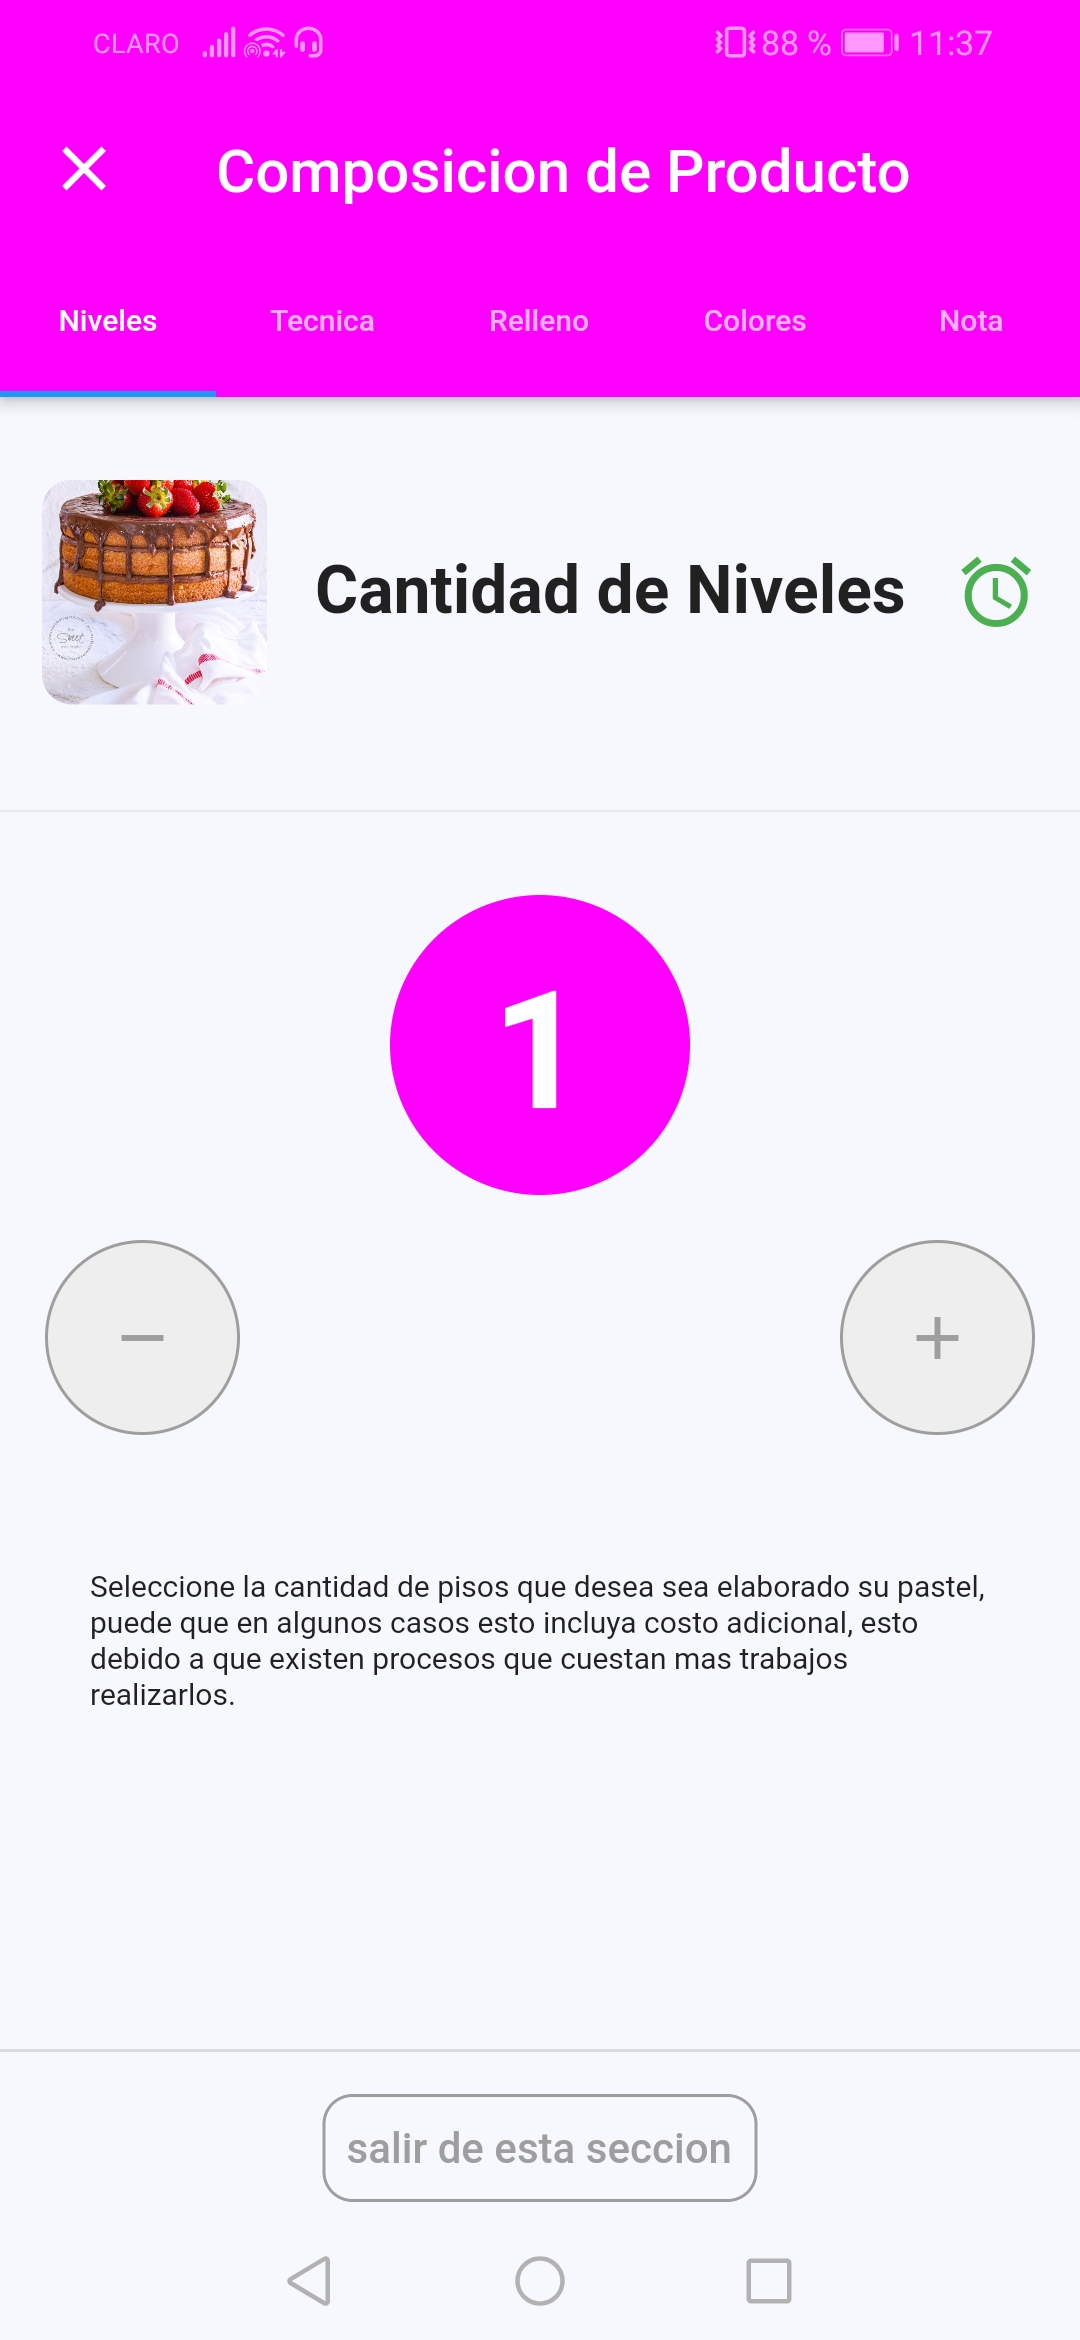 CLARO 88 % 11:37
Composicion de Producto
Niveles Tecnica Relleno Colores Nota
Sweet
Cantidad de Niveles
1
Seleccione la cantidad de pisos que desea sea elaborado su pastel,
puede que en algunos casos esto incluya costo adicional, esto
debido a que existen procesos que cuestan mas trabajos
realizarlos.
salir de esta seccion